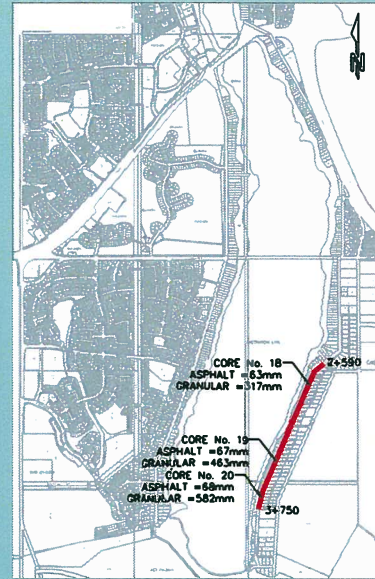 N
CORE No. 18
ASPHALT =63mm
GRANULAR =317mm
2+590
CORE No. 19
ASPHALT =67mm
GRANULAR =463mm
CORE No. 20
ASPHALT =68mm
GRANULAR =582mm
3+750